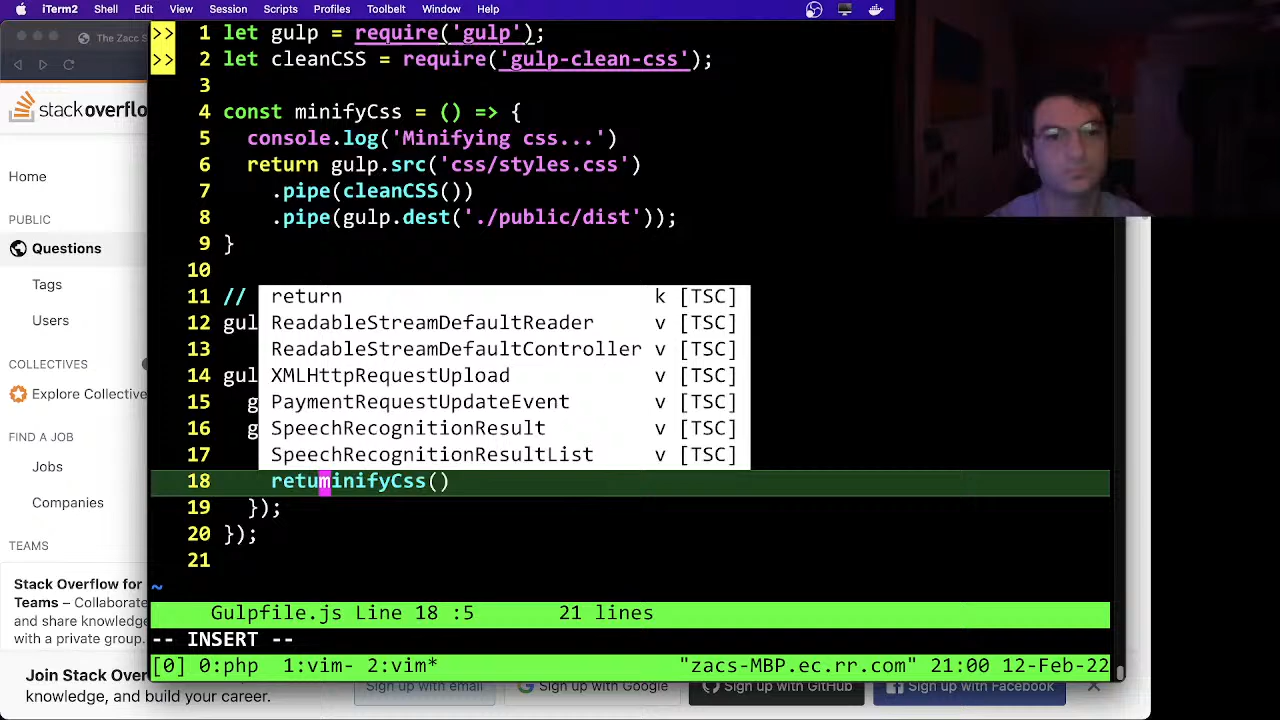 iTerm2 Shell Edit View Session Scripts Profiles Toolbelt Window Help
The Zacc S
stackoverflo
Home
PUBLIC
Questions
Tags
Users
COLLECTIVES
Explore Collective
FIND A JOB
Jobs
Companies
TEAMS
Stack Overflow for
Teams – Collaborate
and share knowledge
with a private group.
>> 1 let gulp = require('gulp');
>> 2 let cleanCSS = require('gulp-clean-css');
3
4 const minifyCss = () => {
5 console.log('Minifying css...')
6 return gulp.src('css/styles.css')
7 .pipe(cleanCSS())
8 .pipe(gulp.dest('./public/dist'));
9 }
10
11 // return k [TSC]
12 gul ReadableStreamDefaultReader v [TSC]
13 ReadableStreamDefaultController v [TSC]
14 gul XMLHttpRequestUpload v [TSC]
15 g PaymentRequestUpdateEvent v [TSC]
16 g SpeechRecognitionResult v [TSC]
17 SpeechRecognitionResultList v [TSC]
18 retuminifyCss()
19 });
20 });
21
~
Gulpfile.js Line 18 :5 21 lines
-- INSERT --
[0] 0:php 1:vim- 2:vim* "zacs-MBP.ec.rr.com" 21:00 12-Feb-22
Join Stack Over
knowledge, and build your career.
Sign up with email
Sign up with Google
Sign up with GitHub
Sign up with Facebook